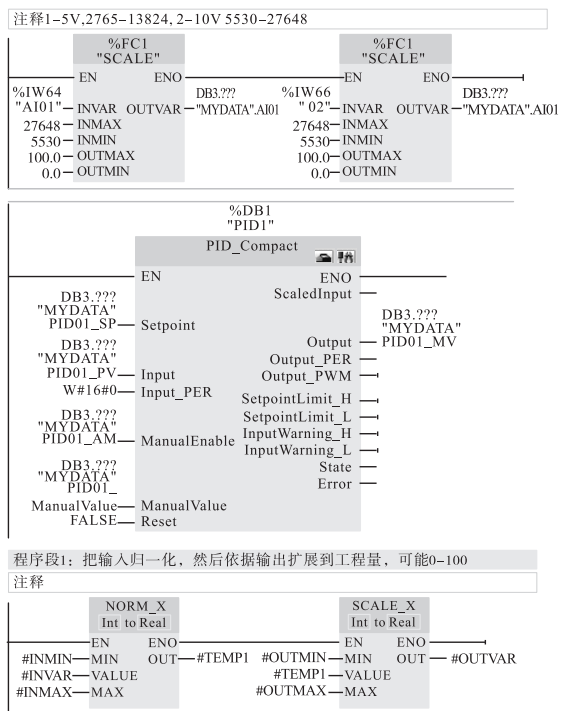 注释1-5V,2765-13824, 2-10V 5530-27648
%FC1
"SCALE"
EN ENO
%IW64
"AI01"
INVAR OUTVAR
DB3.???
"MYDATA".AI01
27648 INMAX
5530 INMIN
100.0 OUTMAX
0.0 OUTMIN
%FC1
"SCALE"
EN ENO
%IW66
" 02"
INVAR OUTVAR
DB3.???
"MYDATA".AI01
27648 INMAX
5530 INMIN
100.0 OUTMAX
0.0 OUTMIN
%DB1
"PID1"
PID_Compact
EN ENO
ScaledInput
DB3.???
"MYDATA"
PID01_SP Setpoint
DB3.???
"MYDATA"
Output PID01_MV
DB3.???
"MYDATA"
PID01_PV Input
Output_PER
Output_PWM
W#16#0 Input_PER
SetpointLimit_H
SetpointLimit_L
DB3.???
"MYDATA"
PID01_AM ManualEnable
InputWarning_H
InputWarning_L
State
Error
DB3.???
"MYDATA"
PID01_
ManualValue ManualValue
FALSE Reset
程序段1：把输入归一化，然后依据输出扩展到工程量，可能0-100
注释
NORM_X
Int to Real
EN ENO
#INMIN MIN OUT #TEMP1
#INVAR VALUE
#INMAX MAX
SCALE_X
Int to Real
EN ENO
#OUTMIN MIN OUT #OUTVAR
#TEMP1 VALUE
#OUTMAX MAX